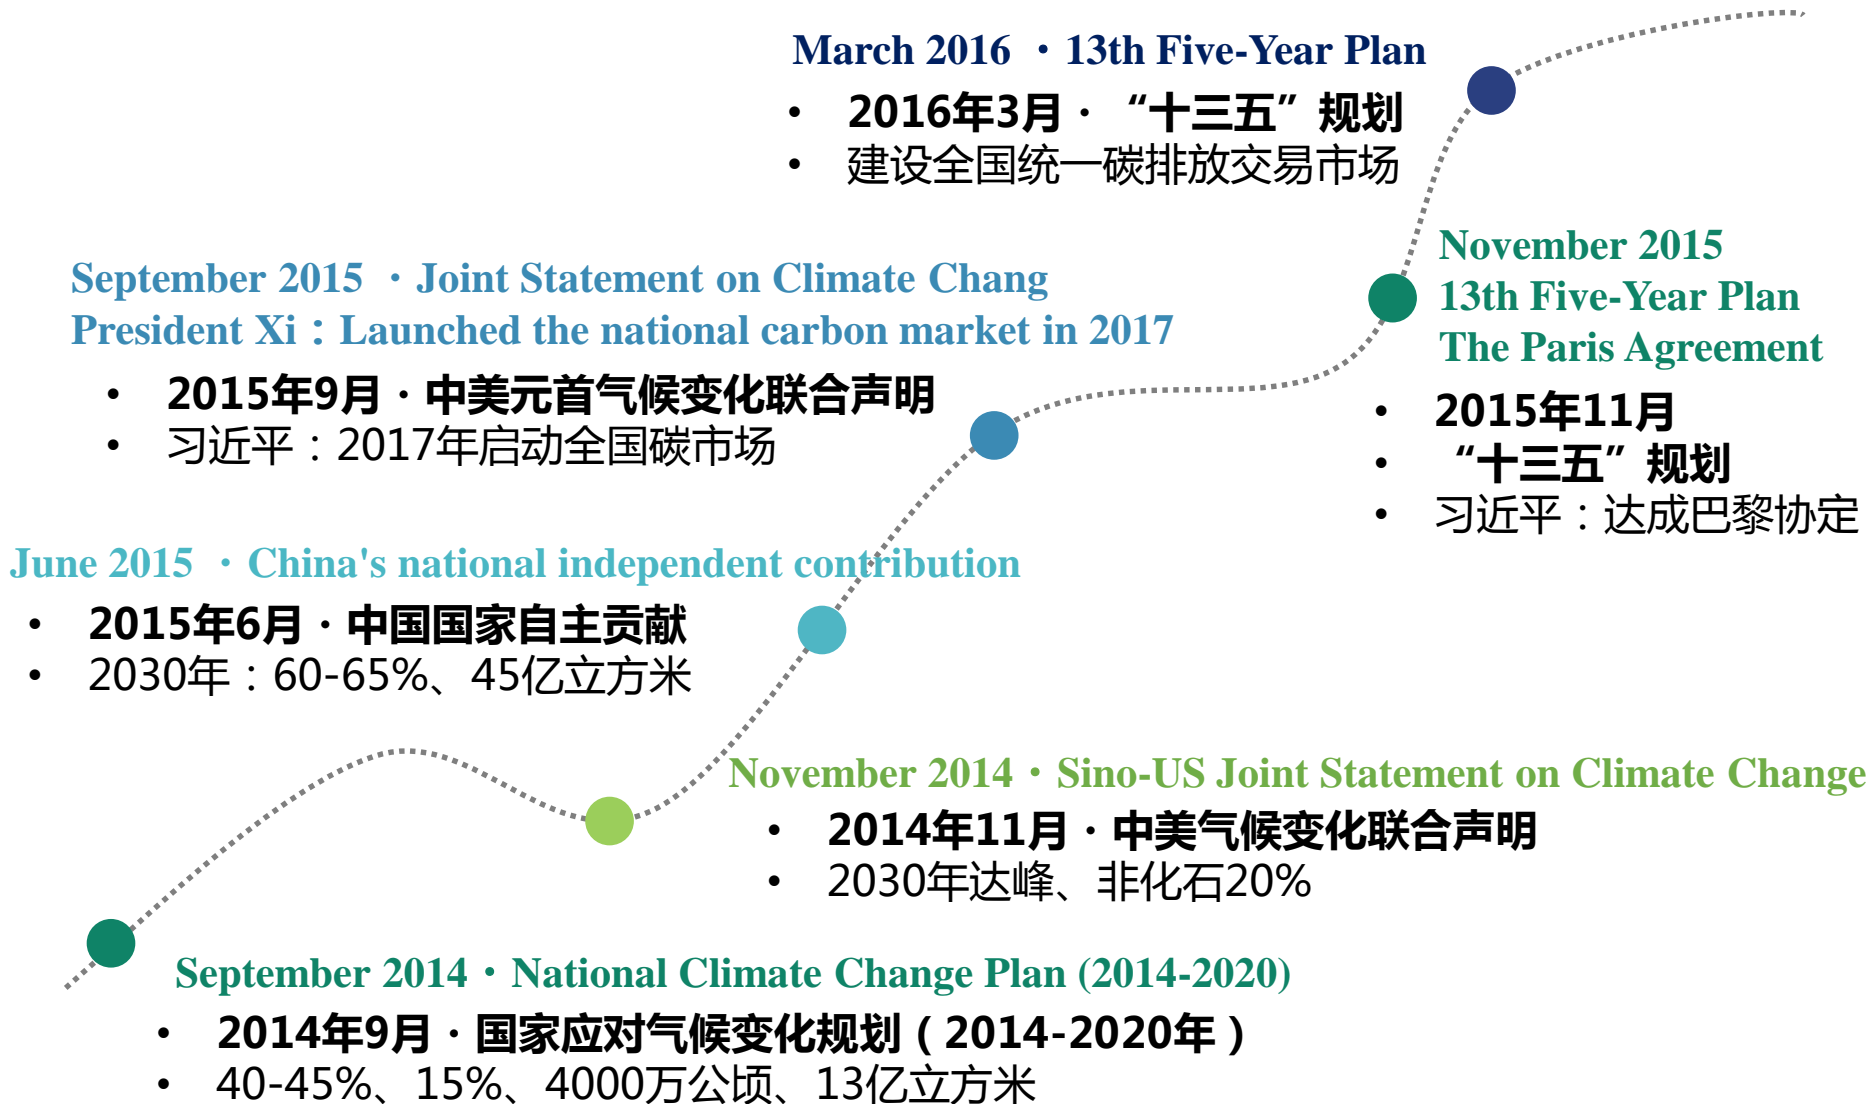 March 2016 ·13th Five-Year Plan
• 2016年3月· “十三五”规划
• 建设全国统一碳排放交易市场
November 2015
13th Five-Year Plan
The Paris Agreement
• 2015年11月
• “十三五”规划
• 习近平：达成巴黎协定
September 2015 ·Joint Statement on Climate Chang
President Xi：Launched the national carbon market in 2017
• 2015年9月·中美元首气候变化联合声明
• 习近平：2017年启动全国碳市场
June 2015 ·China's national independent contribution
• 2015年6月·中国国家自主贡献
• 2030年：60-65%、45亿立方米
November 2014·Sino-US Joint Statement on Climate Change
• 2014年11月·中美气候变化联合声明
• 2030年达峰、非化石20%
September 2014·National Climate Change Plan (2014-2020)
• 2014年9月·国家应对气候变化规划（2014-2020年）
• 40-45%、15%、4000万公顷、13亿立方米